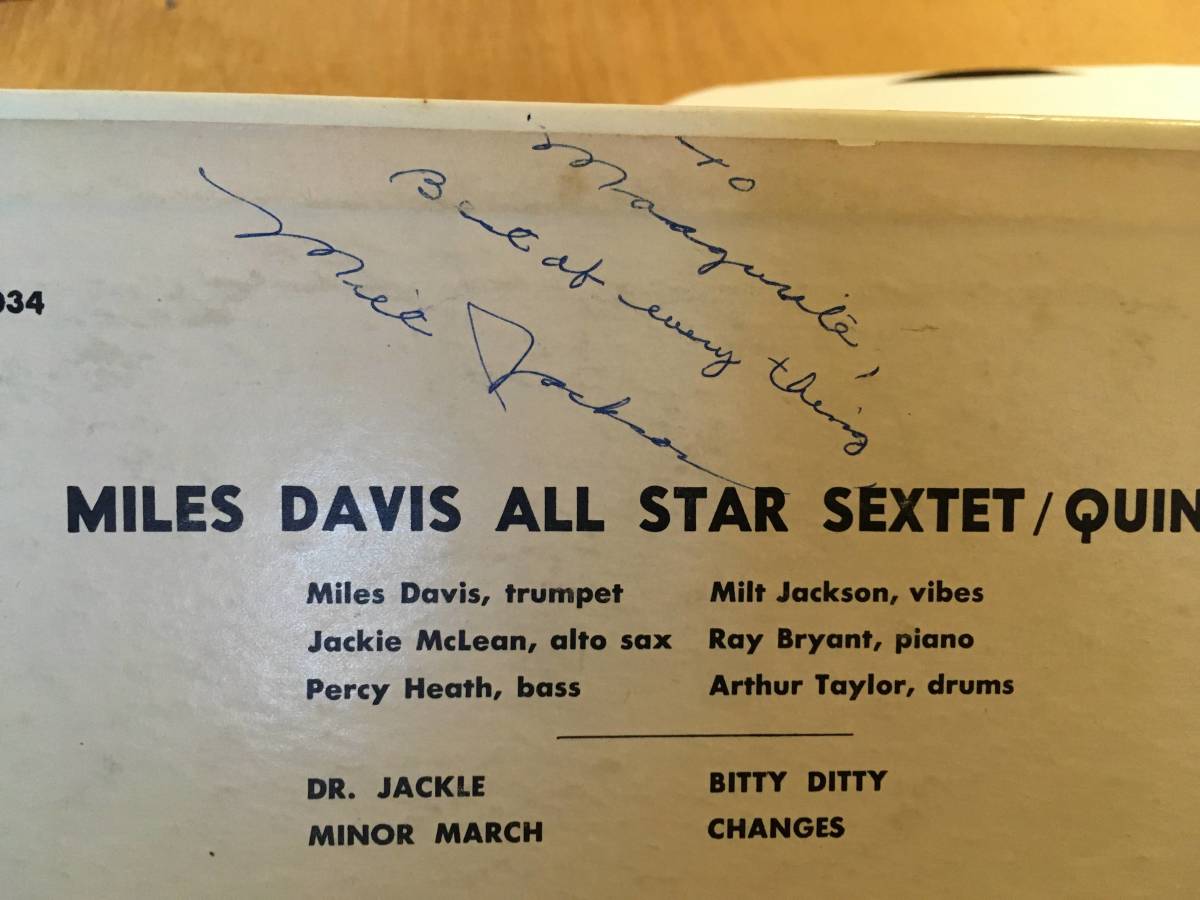 To
Marguerite,
Best of every thing
Milt Jackson
034
MILES DAVIS ALL STAR SEXTET/QUIN
Miles Davis, trumpet
Milt Jackson, vibes
Jackie McLean, alto sax
Ray Bryant, piano
Percy Heath, bass
Arthur Taylor, drums
DR. JACKLE
BITTY DITTY
MINOR MARCH
CHANGES